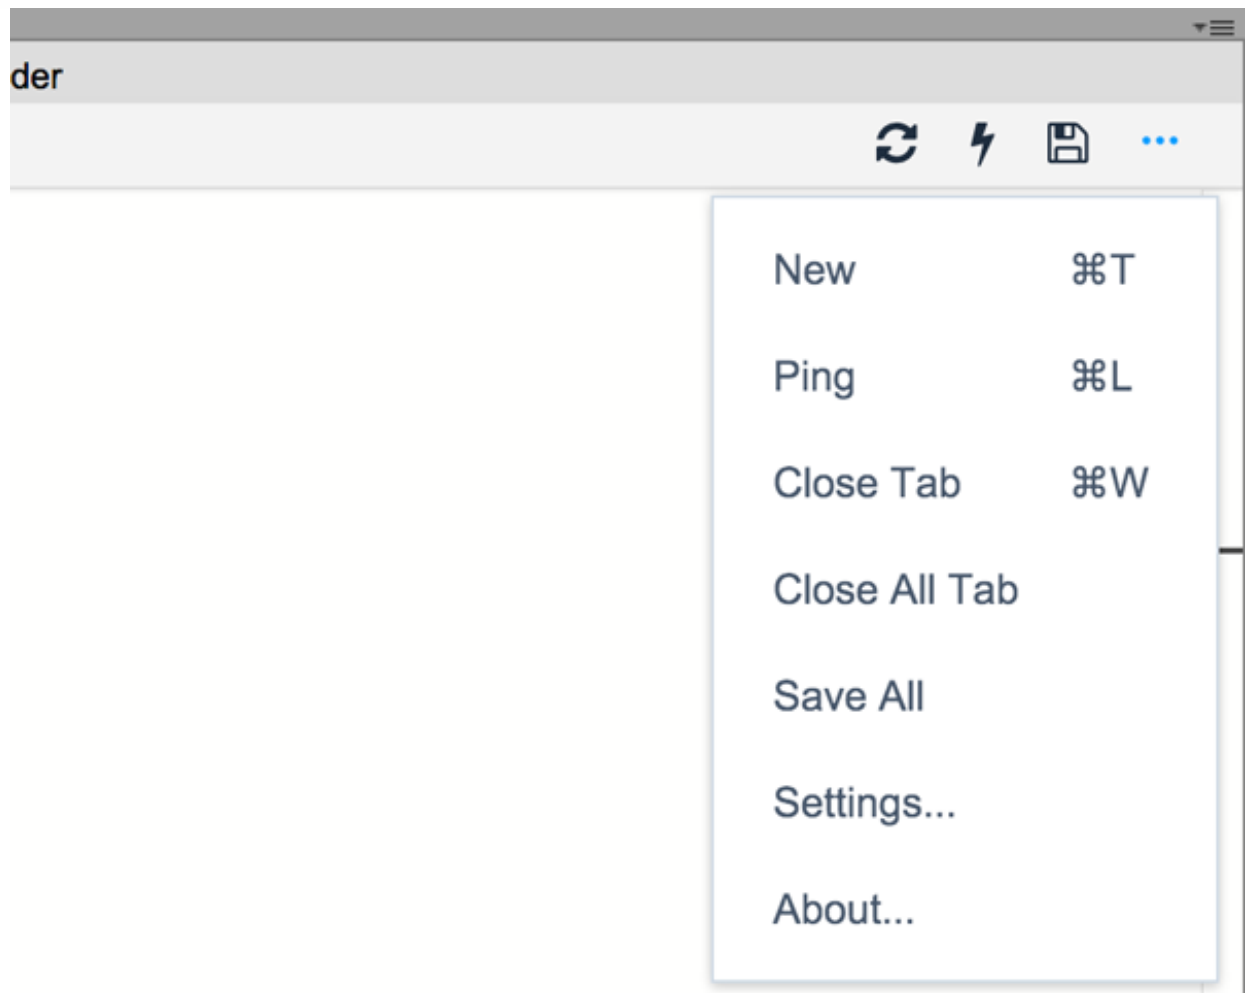 der
New ⌘T
Ping ⌘L
Close Tab ⌘W
Close All Tab
Save All
Settings...
About...